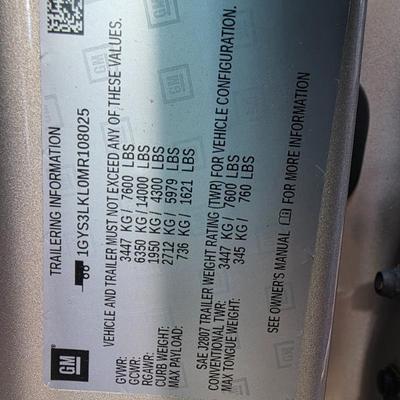 GM
TRAILERING INFORMATION
1GYS3LKL0MR108025
VEHICLE AND TRAILER MUST NOT EXCEED ANY OF THESE VALUES.
GVWR: 3447 KG / 7600 LBS
GCWR: 6350 KG / 14000 LBS
RGAWR: 1950 KG / 4300 LBS
CURB WEIGHT: 2712 KG / 5979 LBS
MAX PAYLOAD: 736 KG / 1621 LBS
SAE J2807 TRAILER WEIGHT RATING (TWR) FOR VEHICLE CONFIGURATION.
CONVENTIONAL TWR: 3447 KG / 7600 LBS
MAX TONGUE WEIGHT: 345 KG / 760 LBS
SEE OWNER'S MANUAL FOR MORE INFORMATION